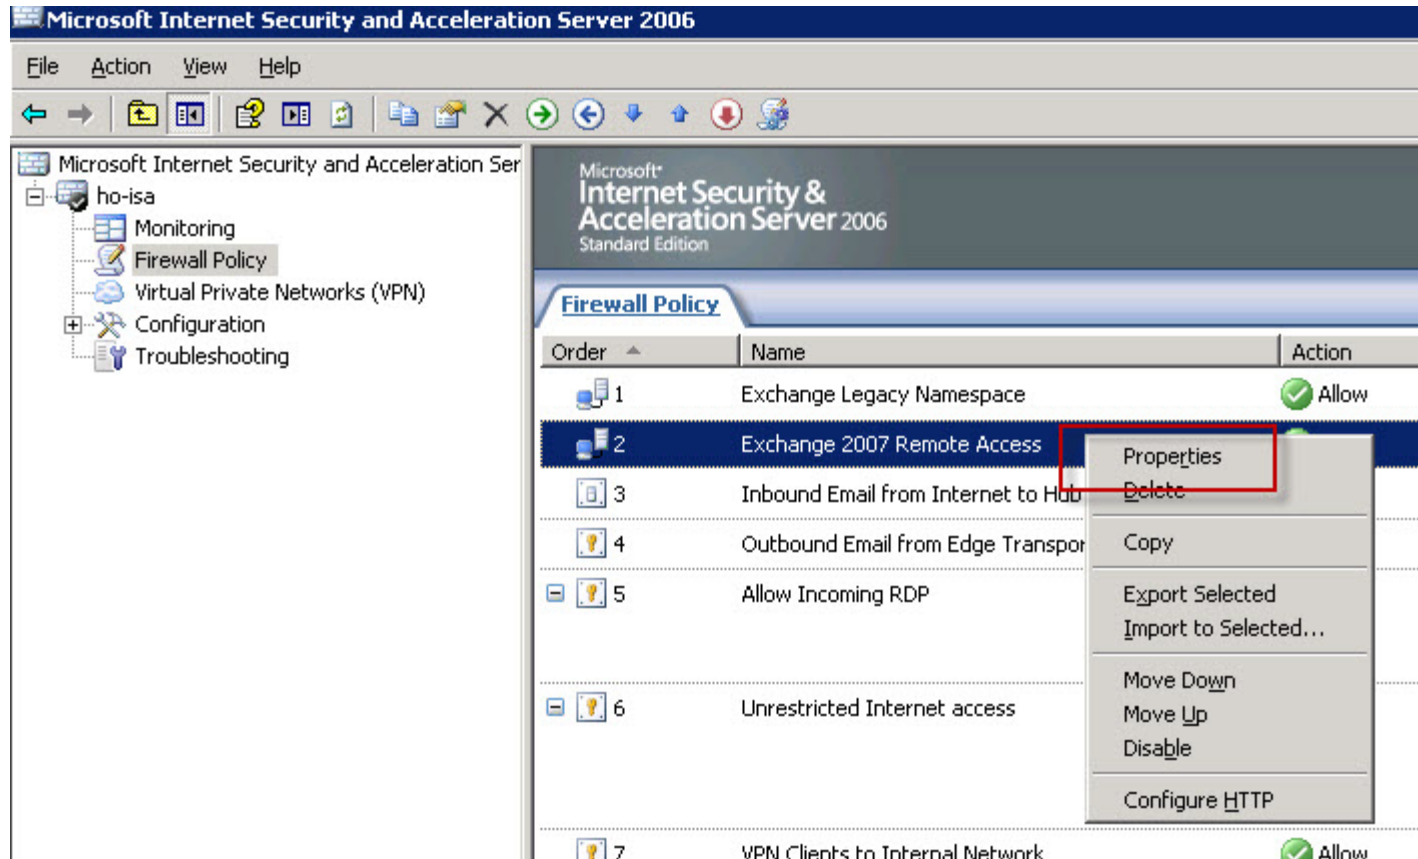 Microsoft Internet Security and Acceleration Server 2006
File Action View Help
Microsoft Internet Security and Acceleration Ser
ho-isa
Monitoring
Firewall Policy
Virtual Private Networks (VPN)
Configuration
Troubleshooting
Microsoft
Internet Security &
Acceleration Server 2006
Standard Edition
Firewall Policy
Order Name Action
1 Exchange Legacy Namespace Allow
2 Exchange 2007 Remote Access
3 Inbound Email from Internet to Hub
4 Outbound Email from Edge Transpor
5 Allow Incoming RDP
6 Unrestricted Internet access
7 VPN Clients to Internal Network Allow
Properties
Delete
Copy
Export Selected
Import to Selected...
Move Down
Move Up
Disable
Configure HTTP